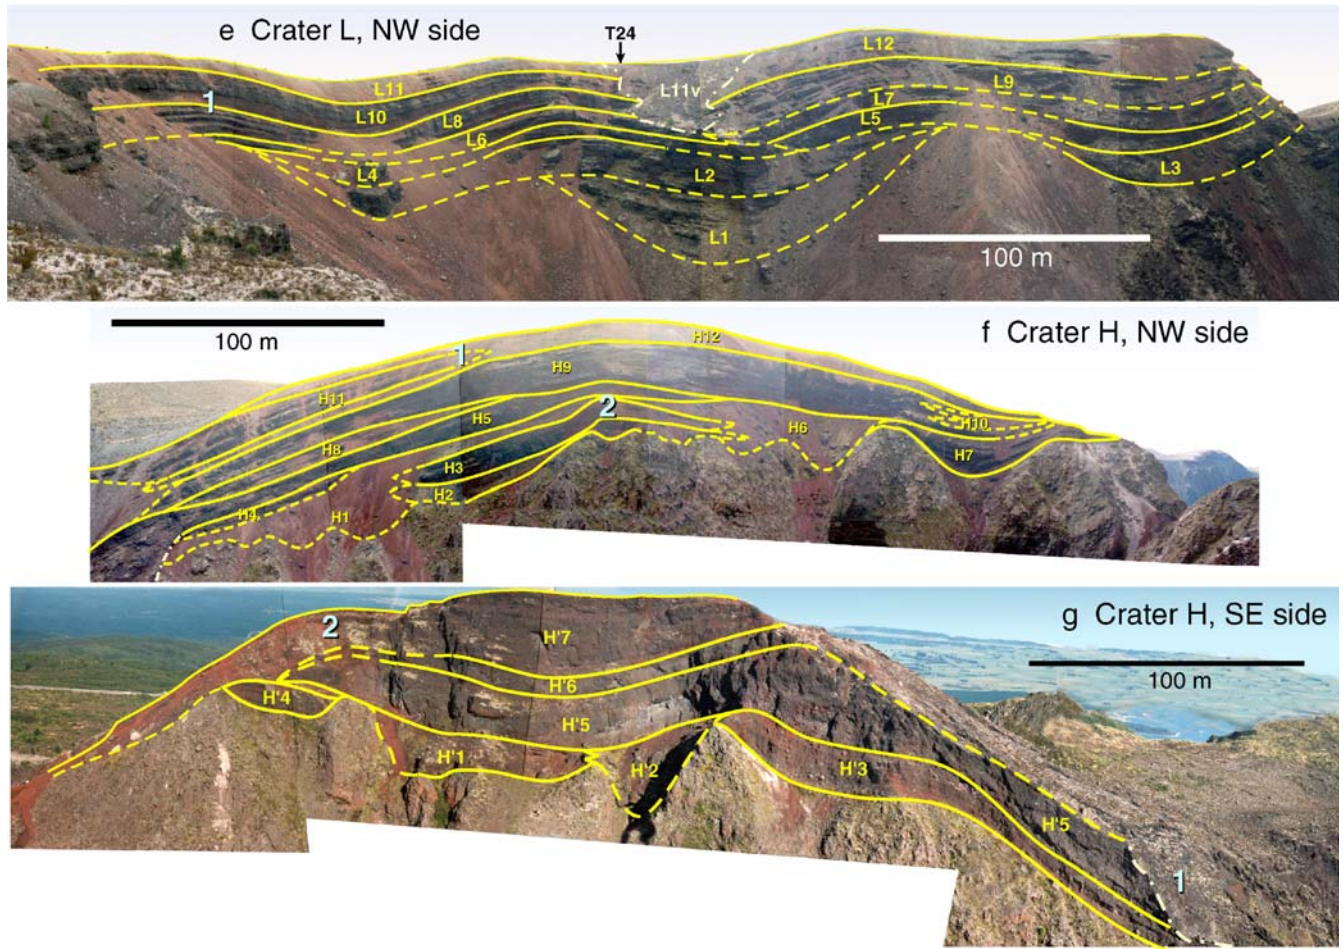 e Crater L, NW side
T24
L12
L11
L11v
L9
1
L10
L8
L7
L6
L5
L4
L2
L3
L1
100 m
100 m
f Crater H, NW side
H12
1
H9
H11
2
H5
H6
H10
H8
H7
H3
H2
H4
H1
g Crater H, SE side
2
H'7
100 m
H'6
H'4
H'5
H'1
H'2
H'3
H'5
1